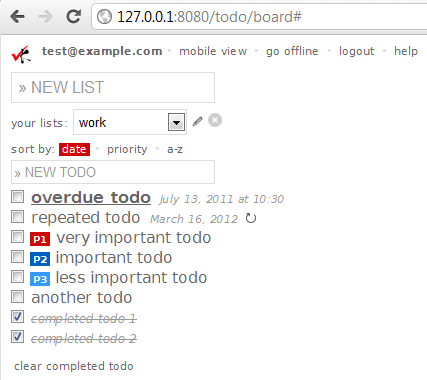 127.0.0.1:8080/todo/board#
test@example.com • mobile view • go offline • logout • help
» NEW LIST
your lists: work
sort by: date • priority • a-z
» NEW TODO
overdue todo July 13, 2011 at 10:30
repeated todo March 16, 2012
P1 very important todo
P2 important todo
P3 less important todo
another todo
completed todo 1
completed todo 2
clear completed todo